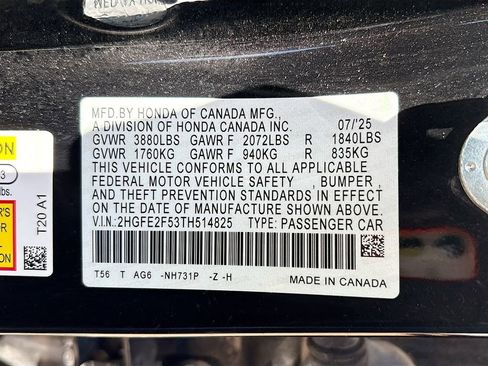 MFD.BY HONDA OF CANADA MFG.,
A DIVISION OF HONDA CANADA INC. 07/'25
GVWR 3880LBS GAWR F 2072LBS R 1840LBS
GVWR 1760KG GAWR F 940KG R 835KG
THIS VEHICLE CONFORMS TO ALL APPLICABLE
FEDERAL MOTOR VEHICLE SAFETY , BUMPER ,
AND THEFT PREVENTION STANDARDS IN EFFECT
ON THE DATE OF MANUFACTURE SHOWN ABOVE.
V.I.N.:2HGFE2F53TH514825 TYPE: PASSENGER CAR
T56 T AG6 -NH731P -Z -H
MADE IN CANADA
ON
3
lbs.
R'S
T20 A1